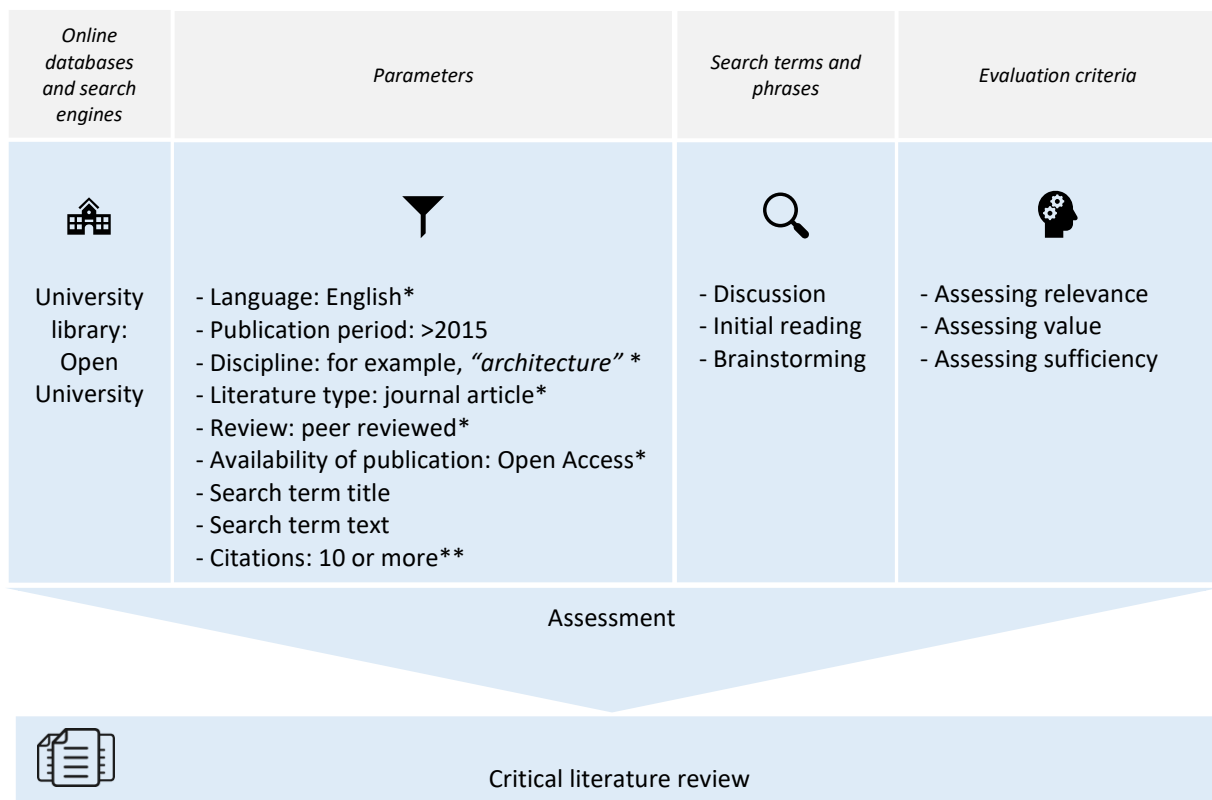 Online
databases
and search
engines
Parameters
Search terms and
phrases
Evaluation criteria
University
library:
Open
University
- Language: English*
- Publication period: >2015
- Discipline: for example, “architecture” *
- Literature type: journal article*
- Review: peer reviewed*
- Availability of publication: Open Access*
- Search term title
- Search term text
- Citations: 10 or more**
- Discussion
- Initial reading
- Brainstorming
- Assessing relevance
- Assessing value
- Assessing sufficiency
Assessment
Critical literature review